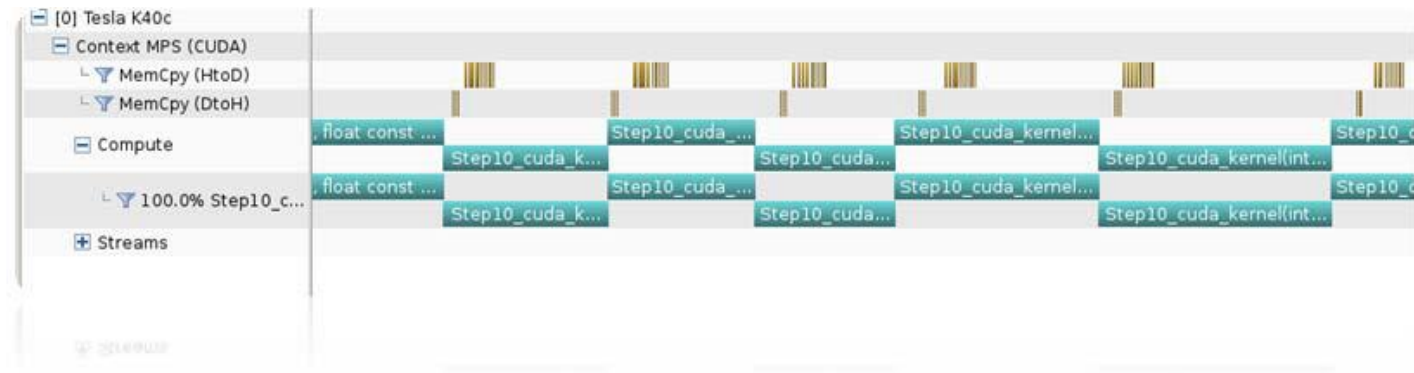 [0] Tesla K40c
Context MPS (CUDA)
MemCpy (HtoD)
MemCpy (DtoH)
Compute
, float const ... Step10_cuda_... Step10_cuda_kernel... Step10_c
Step10_cuda_k... Step10_cuda... Step10_cuda_kernel(int...
100.0% Step10_c...
, float const ... Step10_cuda_... Step10_cuda_kernel... Step10_c
Step10_cuda_k... Step10_cuda... Step10_cuda_kernel(int...
Streams